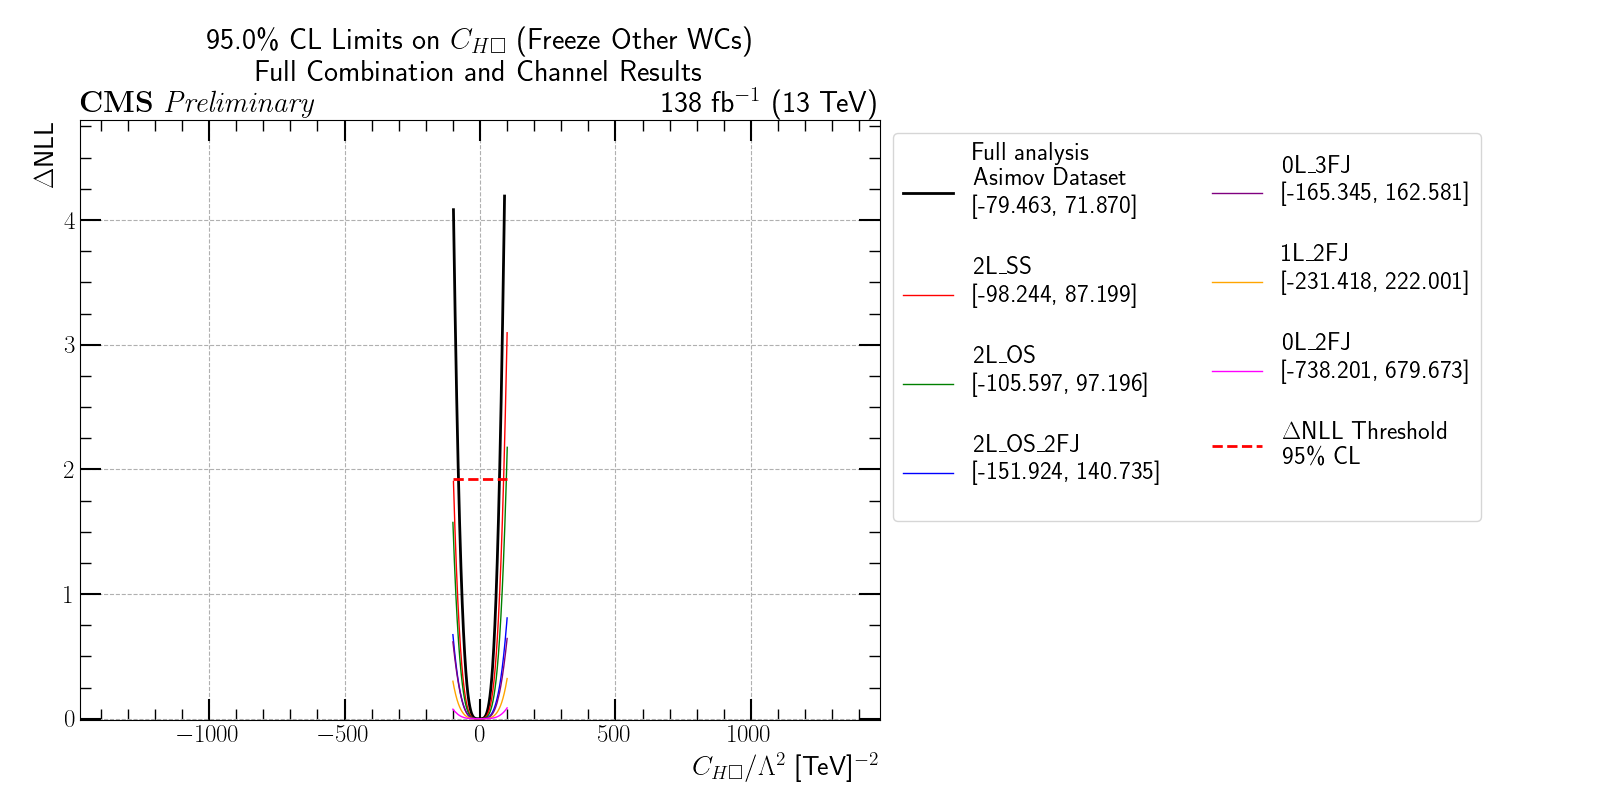 95.0% CL Limits on C_{H□} (Freeze Other WCs)
Full Combination and Channel Results
CMS Preliminary
138 fb⁻¹ (13 TeV)
ΔNLL
4
3
2
1
0
−1000
−500
0
500
1000
C_{H□}/Λ² [TeV]⁻²
Full analysis
Asimov Dataset
[-79.463, 71.870]
2L_SS
[-98.244, 87.199]
2L_OS
[-105.597, 97.196]
2L_OS_2FJ
[-151.924, 140.735]
0L_3FJ
[-165.345, 162.581]
1L_2FJ
[-231.418, 222.001]
0L_2FJ
[-738.201, 679.673]
ΔNLL Threshold
95% CL